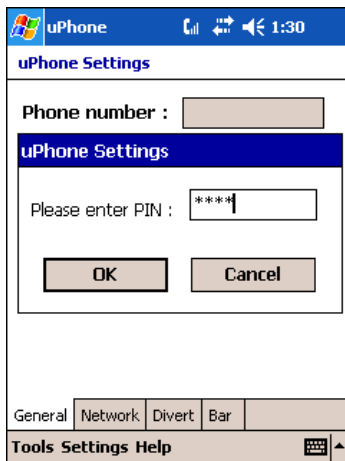 uPhone 1:30
uPhone Settings
Phone number :
uPhone Settings
Please enter PIN : ****
OK Cancel
General Network Divert Bar
Tools Settings Help